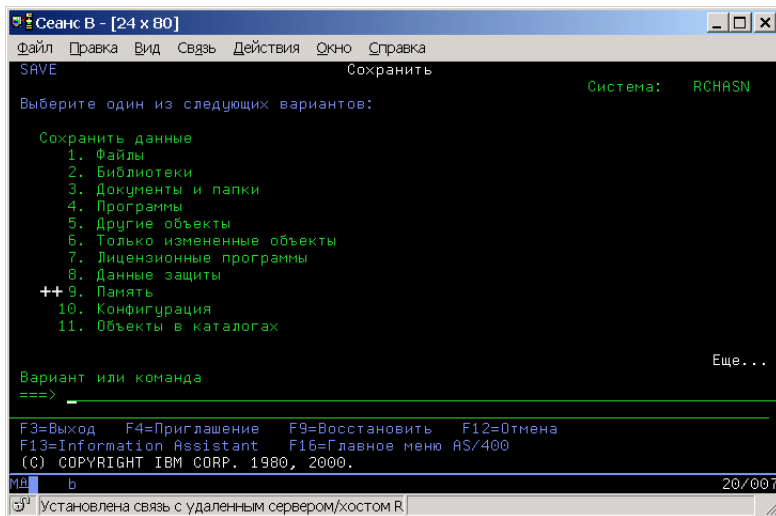 Сеанс B - [24 x 80]
Файл Правка Вид Связь Действия Окно Справка
SAVE Сохранить
Система: RCHASN
Выберите один из следующих вариантов:
Сохранить данные
1. Файлы
2. Библиотеки
3. Документы и папки
4. Программы
5. Другие объекты
6. Только измененные объекты
7. Лицензионные программы
8. Данные защиты
++ 9. Память
10. Конфигурация
11. Объекты в каталогах
Еще...
Вариант или команда
===>
F3=Выход F4=Приглашение F9=Восстановить F12=Отмена
F13=Information Assistant F16=Главное меню AS/400
(C) COPYRIGHT IBM CORP. 1980, 2000.
MA b 20/007
Установлена связь с удаленным сервером/хостом R